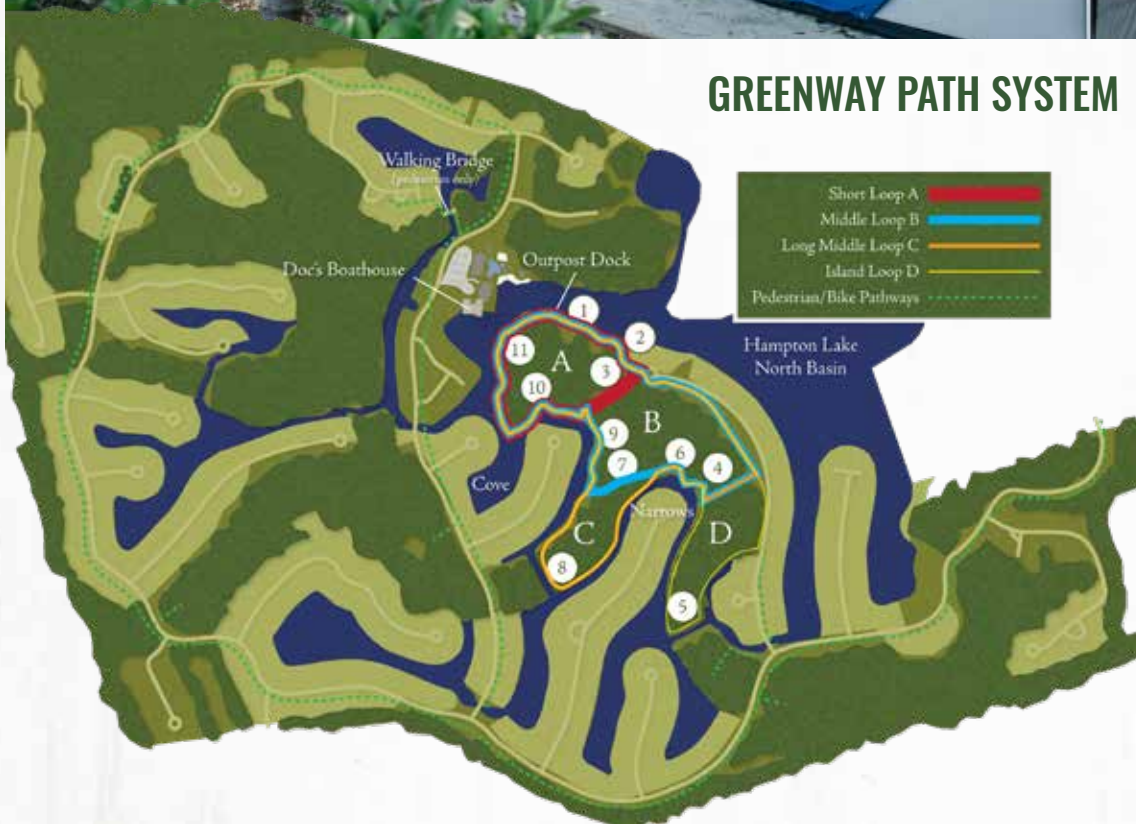 GREENWAY PATH SYSTEM
Walking Bridge
(pedestrian only)
Doc's Boathouse
Outpost Dock
Short Loop A
Middle Loop B
Long Middle Loop C
Island Loop D
Pedestrian/Bike Pathways
Hampton Lake
North Basin
1
2
11
A
3
10
B
9
6
7
4
Cove
Narrows
C
D
8
5